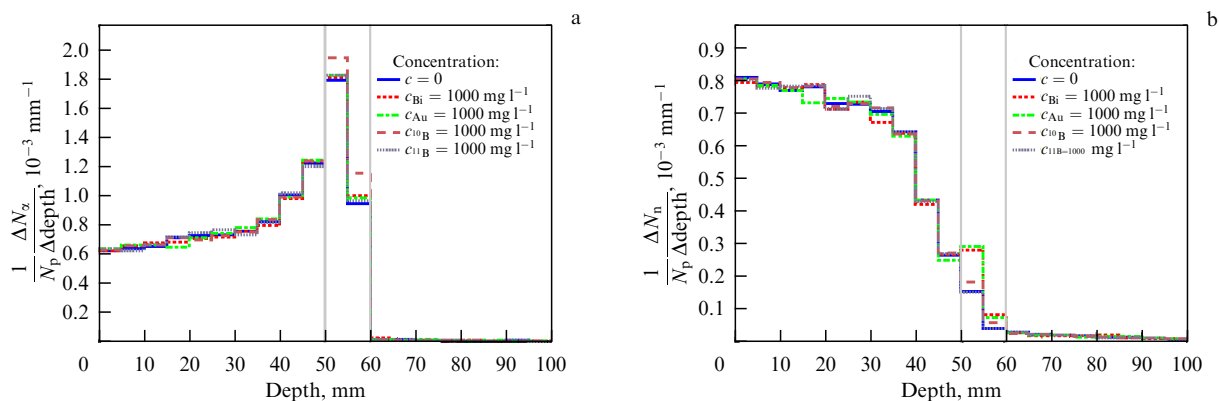 a
2.0
1.8
1.6
1.4
1.2
1.0
0.8
0.6
0.4
0.2
1/Nₚ ΔN_α/Δdepth, 10⁻³ mm⁻¹
Concentration:
c = 0
c_Bi = 1000 mg l⁻¹
c_Au = 1000 mg l⁻¹
c_¹⁰B = 1000 mg l⁻¹
c_¹¹B = 1000 mg l⁻¹
0 10 20 30 40 50 60 70 80 90 100
Depth, mm
b
0.9
0.8
0.7
0.6
0.5
0.4
0.3
0.2
0.1
1/Nₚ ΔNₙ/Δdepth, 10⁻³ mm⁻¹
Concentration:
c = 0
c_Bi = 1000 mg l⁻¹
c_Au = 1000 mg l⁻¹
c_¹⁰B = 1000 mg l⁻¹
c_11B=1000 mg l⁻¹
0 10 20 30 40 50 60 70 80 90 100
Depth, mm